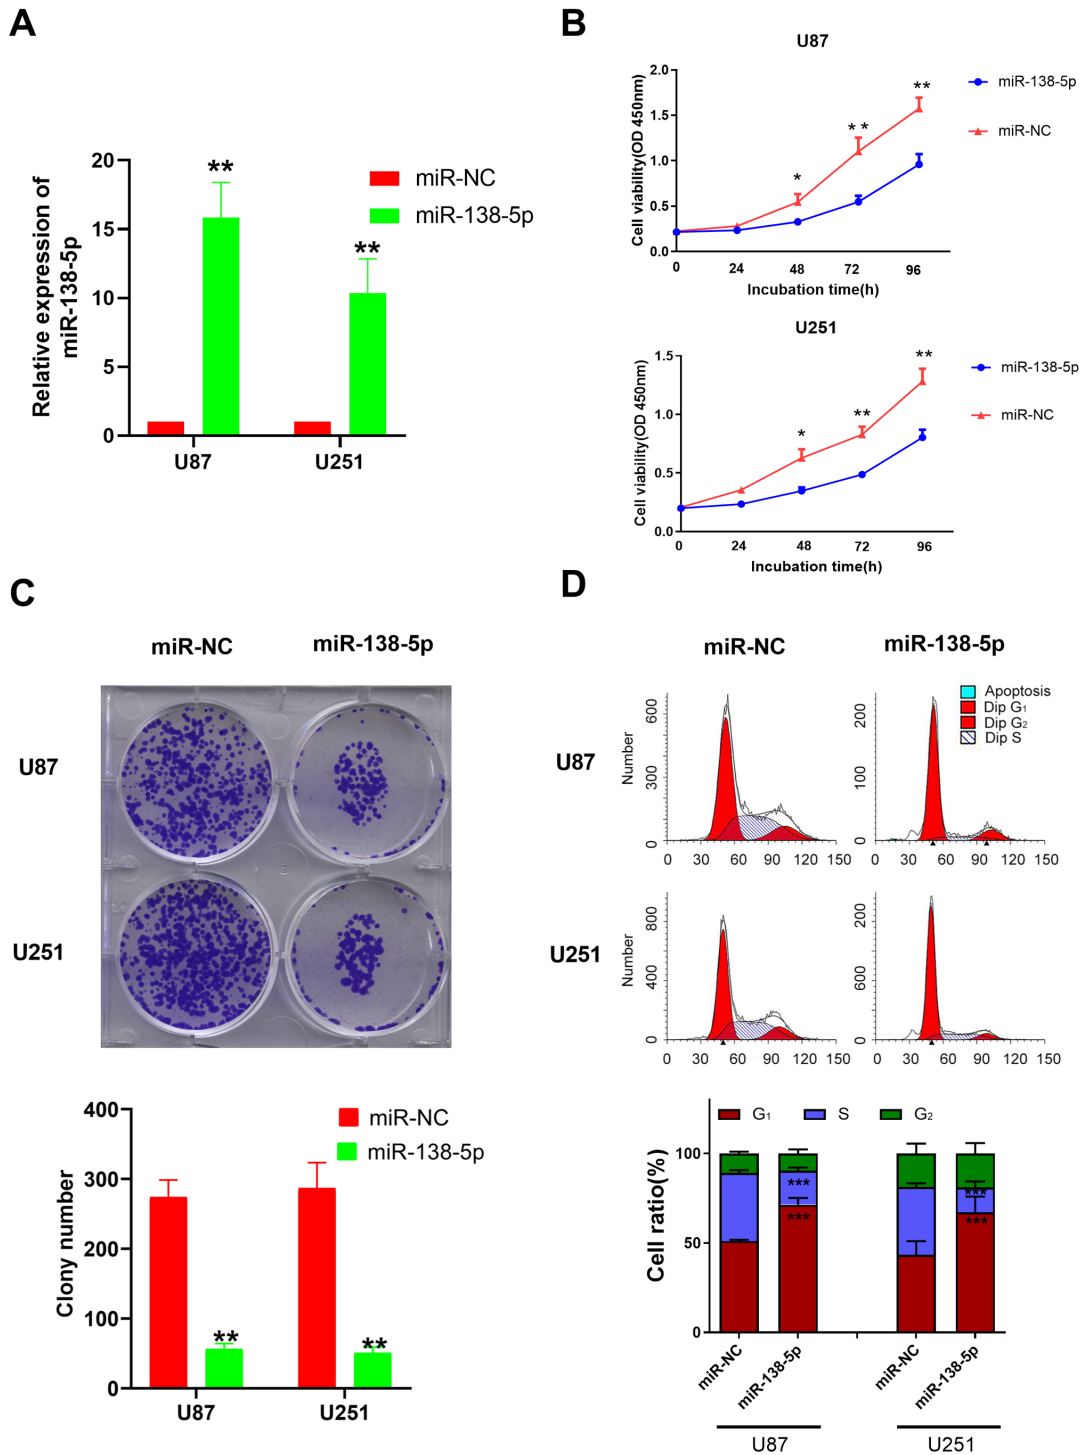 A
20
15
10
5
0
Relative expression of
miR-138-5p
**
**
miR-NC
miR-138-5p
U87
U251
B
U87
2.0
1.5
1.0
0.5
0.0
Cell viability(OD 450nm)
*
* *
**
miR-138-5p
miR-NC
0 24 48 72 96
Incubation time(h)
U251
1.5
1.0
0.5
0.0
Cell viability(OD 450nm)
*
**
**
miR-138-5p
miR-NC
0 24 48 72 96
Incubation time(h)
C
miR-NC miR-138-5p
U87
U251
400
300
200
100
0
Clony number
miR-NC
miR-138-5p
**
**
U87 U251
D
miR-NC miR-138-5p
U87
Number
600
300
0
0 30 60 90 120 150
200
100
0
0 30 60 90 120 150
Apoptosis
Dip G1
Dip G2
Dip S
U251
Number
800
400
0
0 30 60 90 120 150
200
600
0
0 30 60 90 120 150
G1 S G2
100
50
0
Cell ratio(%)
***
***
***
***
miR-NC
miR-138-5p
miR-NC
miR-138-5p
U87 U251